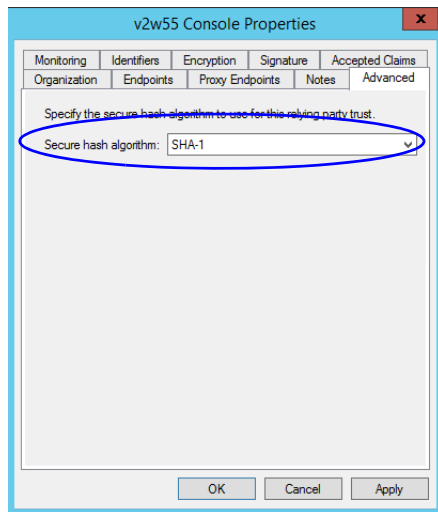 v2w55 Console Properties
x
Monitoring Identifiers Encryption Signature Accepted Claims
Organization Endpoints Proxy Endpoints Notes Advanced
Specify the secure hash algorithm to use for this relying party trust.
Secure hash algorithm: SHA-1
OK Cancel Apply